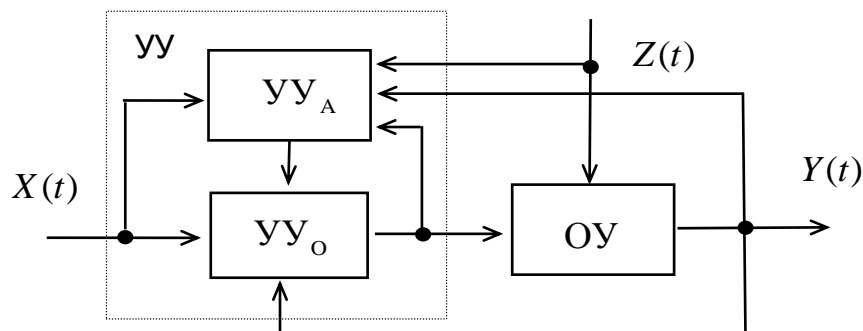 УУ
Z(t)
УУ_А
X(t)
Y(t)
УУ_О
ОУ